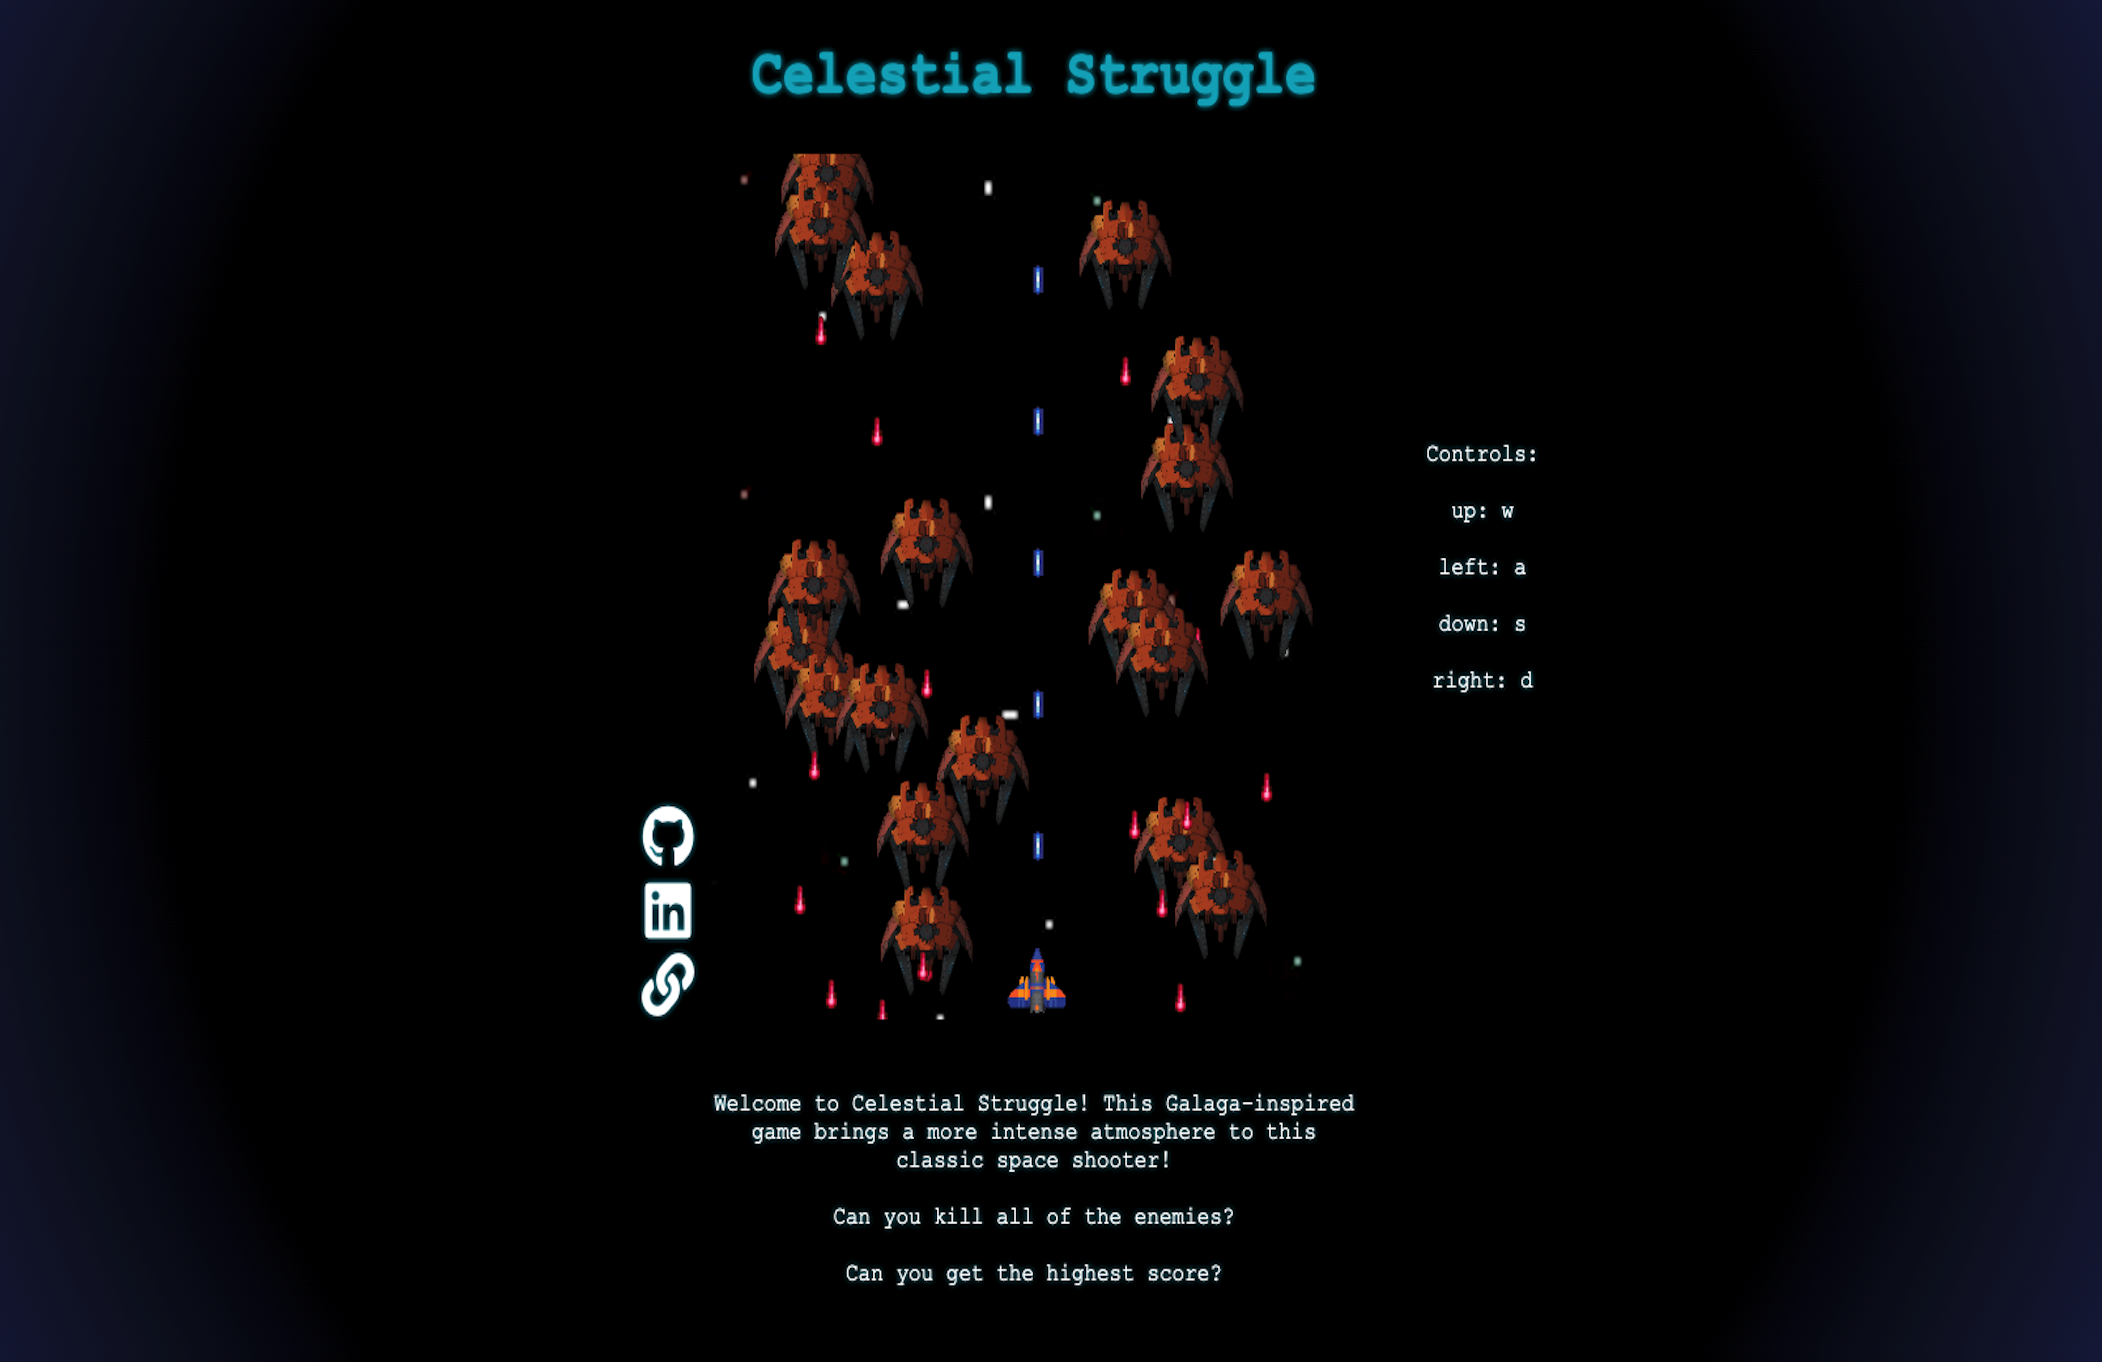 Celestial Struggle
Controls:
up: w
left: a
down: s
right: d
in
Welcome to Celestial Struggle! This Galaga-inspired
game brings a more intense atmosphere to this
classic space shooter!
Can you kill all of the enemies?
Can you get the highest score?